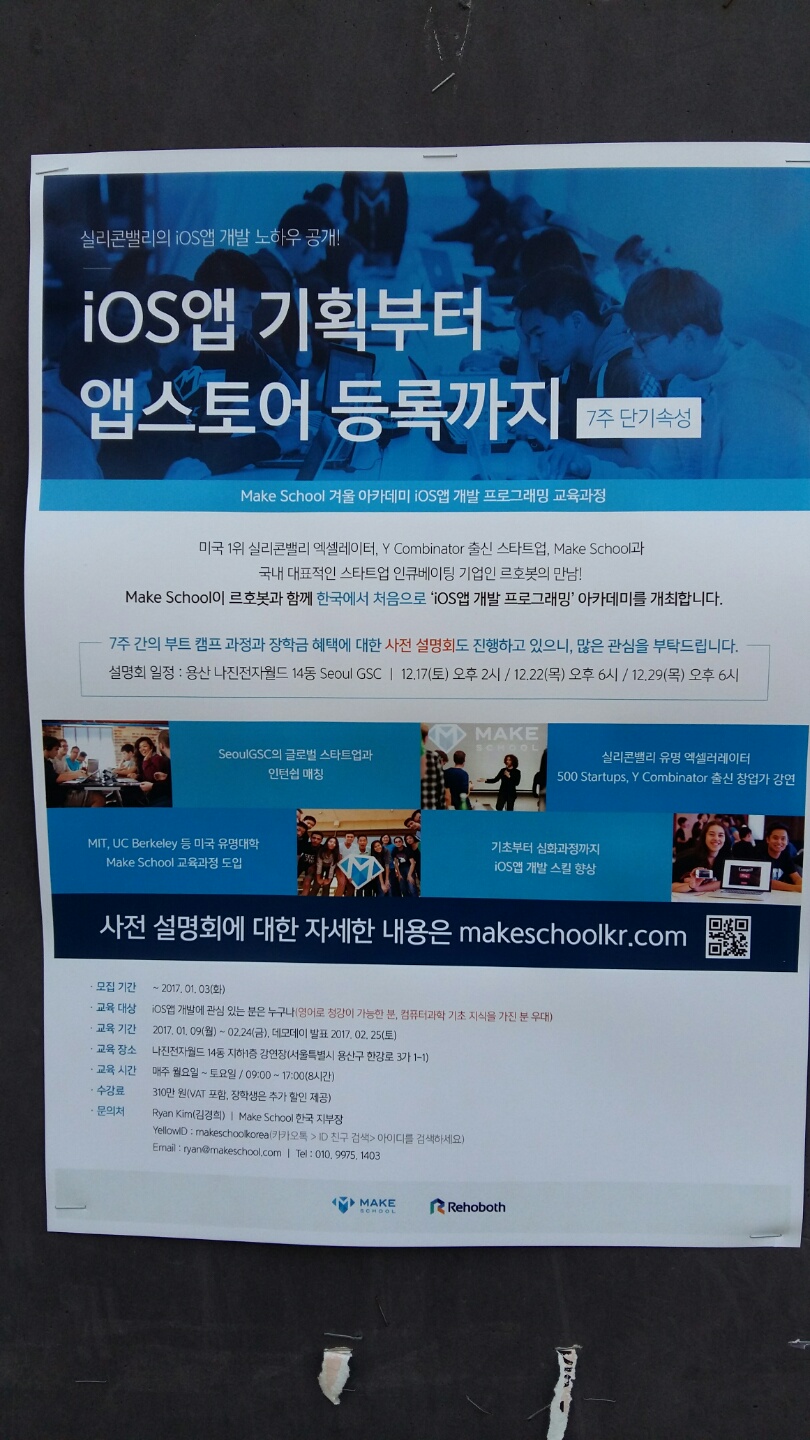 실리콘밸리의 iOS앱 개발 노하우 공개!
iOS앱 기획부터
앱스토어 등록까지 7주 단기속성
Make School 겨울 아카데미 iOS앱 개발 프로그래밍 교육과정
미국 1위 실리콘밸리 엑셀레이터, Y Combinator 출신 스타트업, Make School과
국내 대표적인 스타트업 인큐베이팅 기업인 르호봇의 만남!
Make School이 르호봇과 함께 한국에서 처음으로 'iOS앱 개발 프로그래밍' 아카데미를 개최합니다.
7주 간의 부트 캠프 과정과 장학금 혜택에 대한 사전 설명회도 진행하고 있으니, 많은 관심을 부탁드립니다.
설명회 일정 : 용산 나진전자월드 14동 Seoul GSC | 12.17(토) 오후 2시 / 12.22(목) 오후 6시 / 12.29(목) 오후 6시
SeoulGSC의 글로벌 스타트업과
인턴쉽 매칭
MAKE
SCHOOL
실리콘밸리 유명 엑셀러레이터
500 Startups, Y Combinator 출신 창업가 강연
MIT, UC Berkeley 등 미국 유명대학
Make School 교육과정 도입
기초부터 심화과정까지
iOS앱 개발 스킬 향상
사전 설명회에 대한 자세한 내용은 makeschoolkr.com
· 모집 기간 ~ 2017. 01. 03(화)
· 교육 대상 iOS앱 개발에 관심 있는 분은 누구나(영어로 청강이 가능한 분, 컴퓨터과학 기초 지식을 가진 분 우대)
· 교육 기간 2017. 01. 09(월) ~ 02.24(금), 데모데이 발표 2017. 02. 25(토)
· 교육 장소 나진전자월드 14동 지하1층 강연장(서울특별시 용산구 한강로 3가 1-1)
· 교육 시간 매주 월요일 ~ 토요일 / 09:00 ~ 17:00(8시간)
· 수강료 310만 원(VAT 포함, 장학생은 추가 할인 제공)
· 문의처 Ryan Kim(김경희) | Make School 한국 지부장
YellowID : makeschoolkorea(카카오톡 > ID 친구 검색> 아이디를 검색하세요)
Email : ryan@makeschool.com | Tel : 010. 9975. 1403
MAKE
SCHOOL
Rehoboth